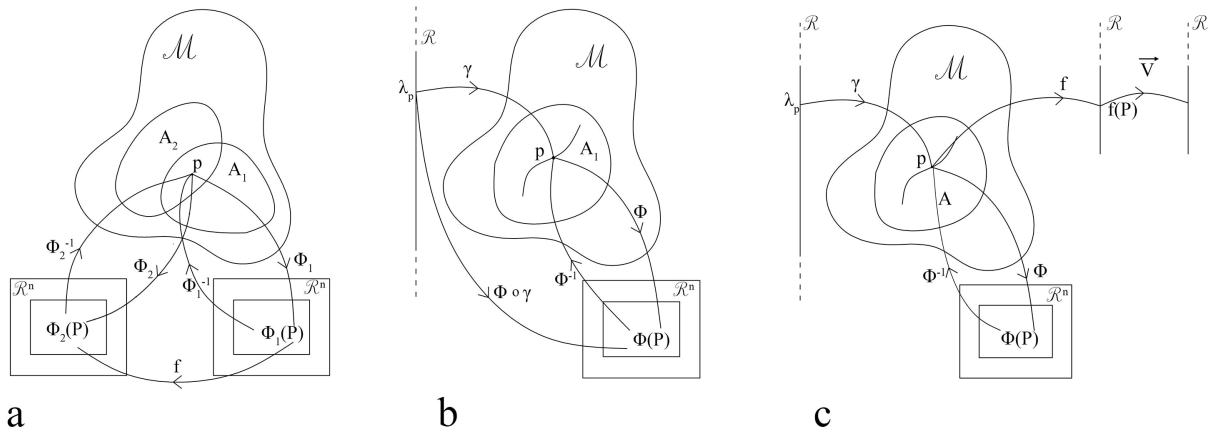 ℳ
A₂
p
A₁
Φ₂⁻¹
Φ₂
Φ₁⁻¹
Φ₁
ℛⁿ
ℛⁿ
Φ₂(P)
Φ₁(P)
f
a
ℛ
ℳ
γ
λₚ
p
A₁
Φ
Φ⁻¹
Φ o γ
ℛⁿ
Φ(P)
b
ℛ
ℛ
ℛ
ℳ
V
γ
f
λₚ
f(P)
p
A
Φ⁻¹
Φ
ℛⁿ
Φ(P)
c